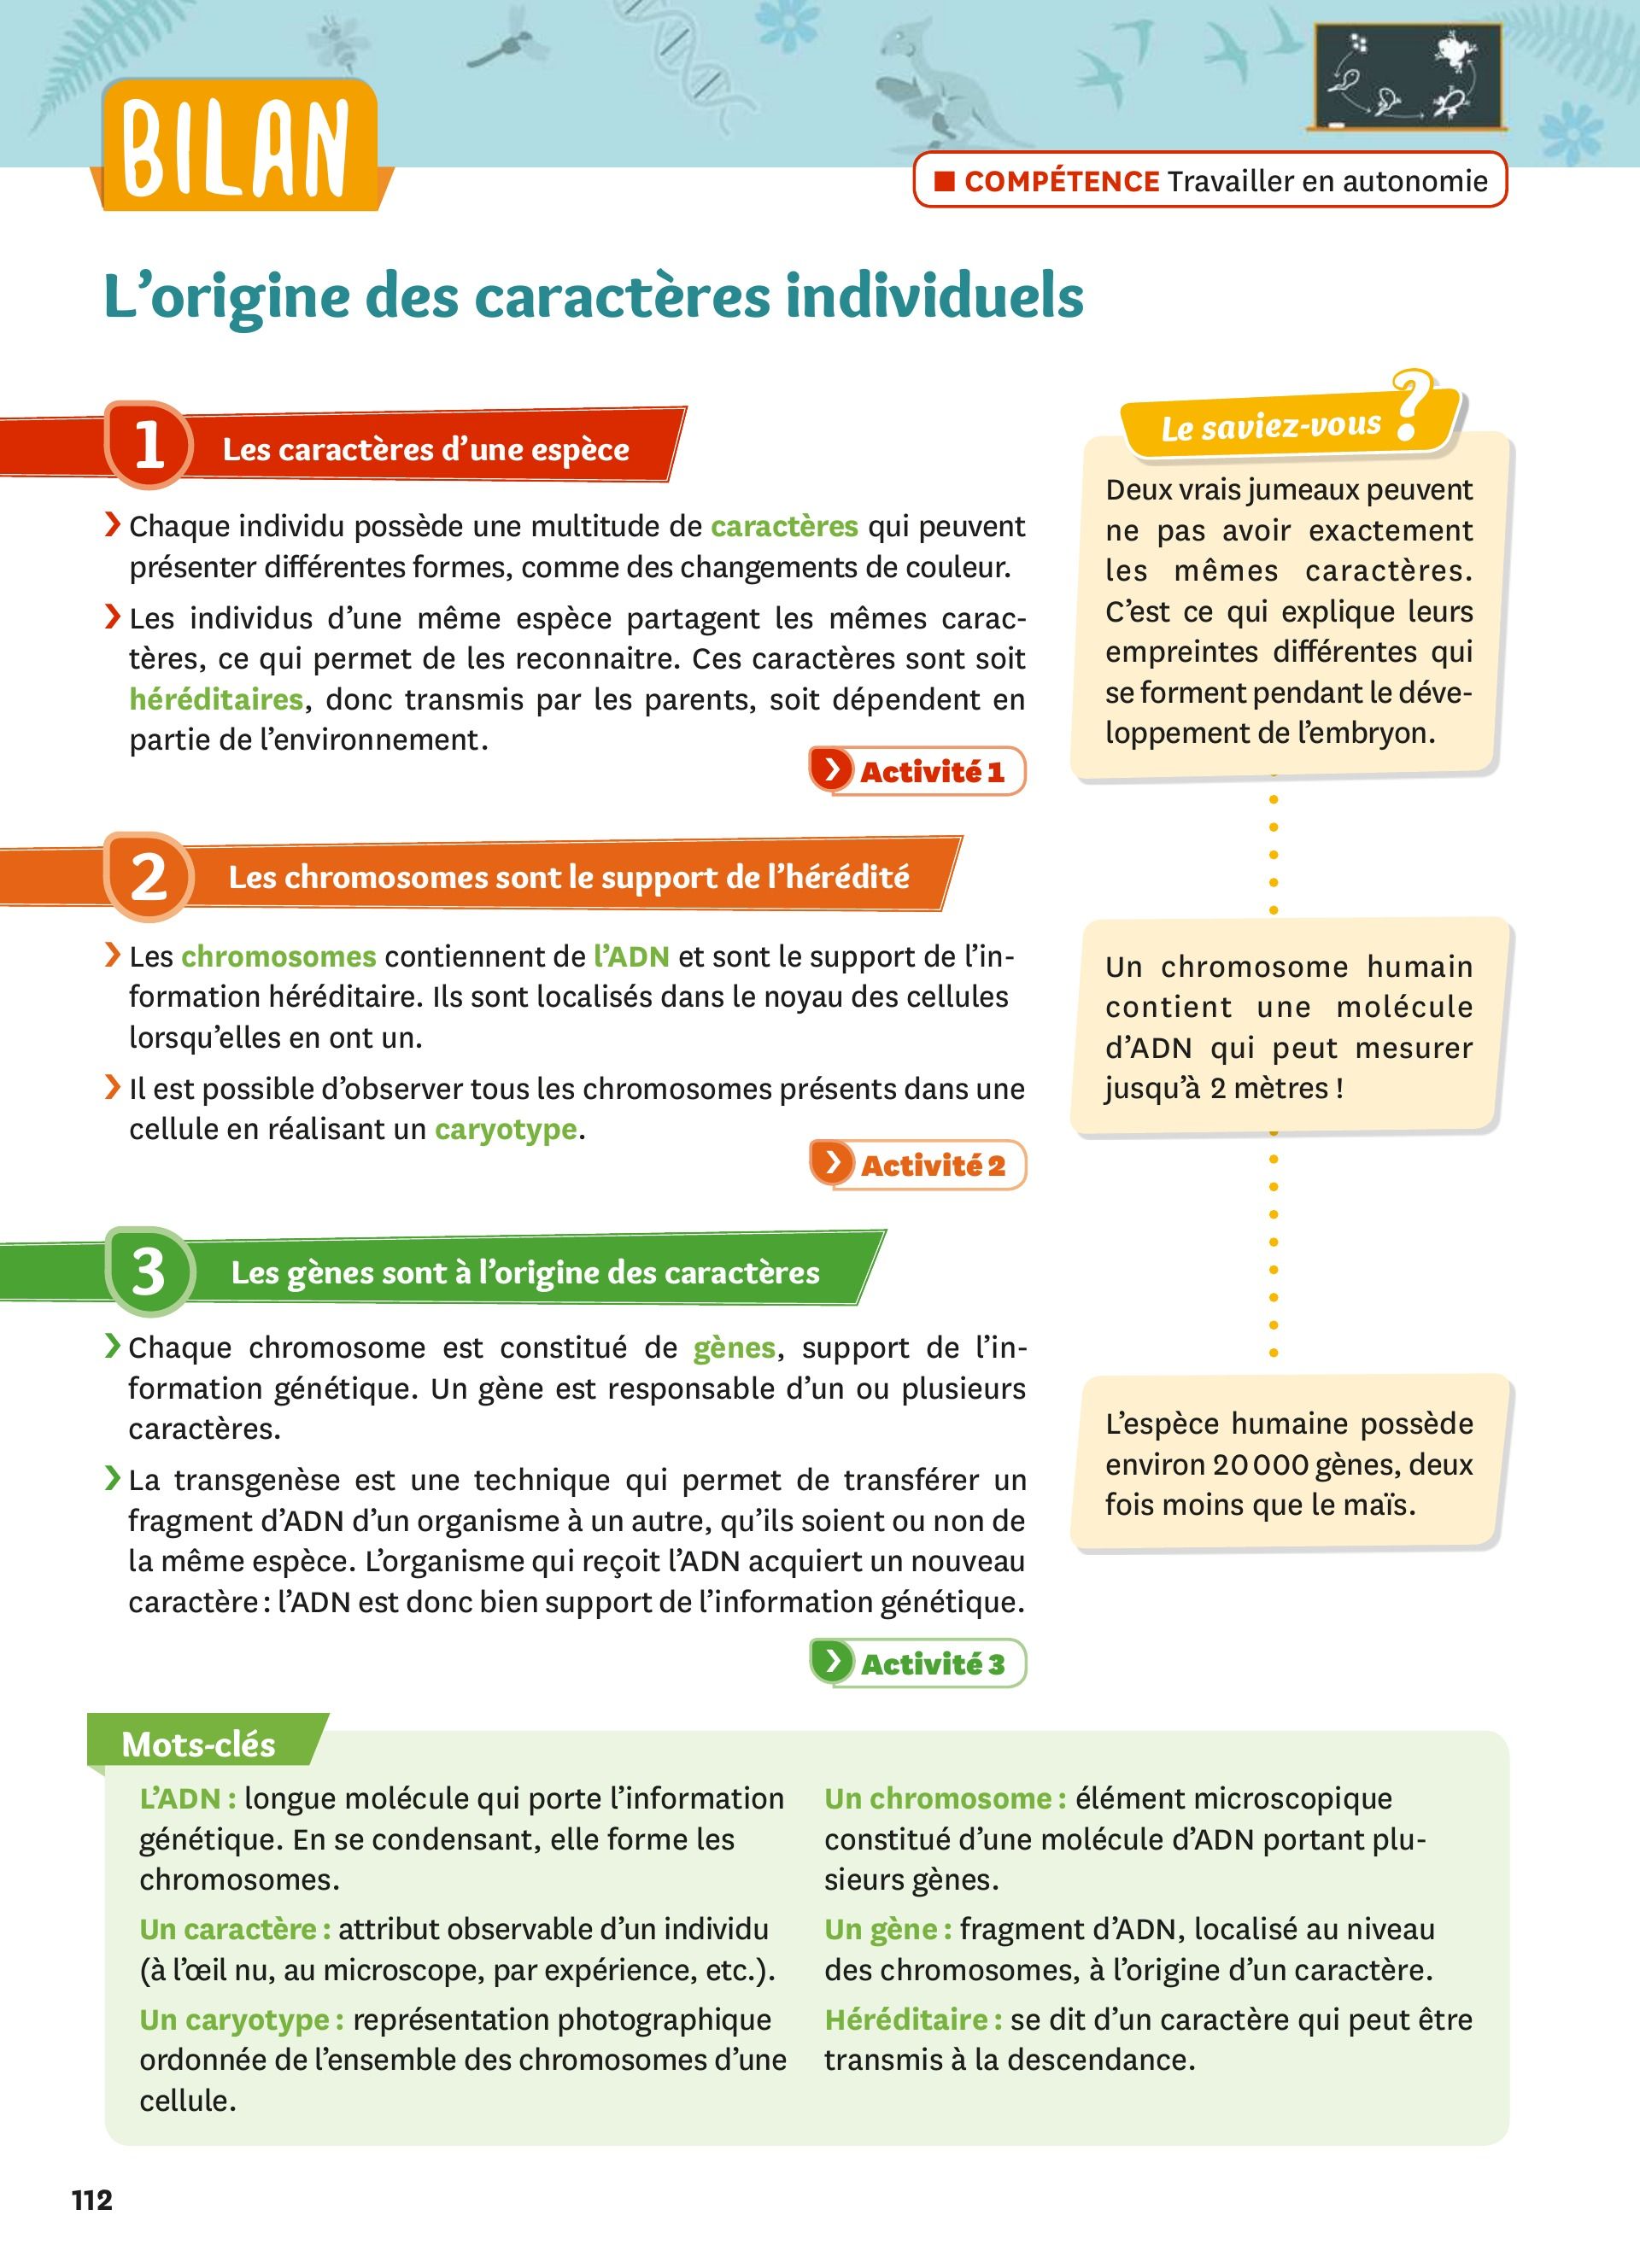 BILAN
COMPÉTENCE Travailler en autonomie
L’origine des caractères individuels
1 Les caractères d’une espèce
Chaque individu possède une multitude de caractères qui peuvent
présenter différentes formes, comme des changements de couleur.
Les individus d’une même espèce partagent les mêmes carac-
tères, ce qui permet de les reconnaitre. Ces caractères sont soit
héréditaires, donc transmis par les parents, soit dépendent en
partie de l’environnement.
Activité 1
2 Les chromosomes sont le support de l’hérédité
Les chromosomes contiennent de l’ADN et sont le support de l’in-
formation héréditaire. Ils sont localisés dans le noyau des cellules
lorsqu’elles en ont un.
Il est possible d’observer tous les chromosomes présents dans une
cellule en réalisant un caryotype.
Activité 2
3 Les gènes sont à l’origine des caractères
Chaque chromosome est constitué de gènes, support de l’in-
formation génétique. Un gène est responsable d’un ou plusieurs
caractères.
La transgenèse est une technique qui permet de transférer un
fragment d’ADN d’un organisme à un autre, qu’ils soient ou non de
la même espèce. L’organisme qui reçoit l’ADN acquiert un nouveau
caractère : l’ADN est donc bien support de l’information génétique.
Activité 3
Le saviez-vous ?
Deux vrais jumeaux peuvent
ne pas avoir exactement
les mêmes caractères.
C’est ce qui explique leurs
empreintes différentes qui
se forment pendant le déve-
loppement de l’embryon.
Un chromosome humain
contient une molécule
d’ADN qui peut mesurer
jusqu’à 2 mètres !
L’espèce humaine possède
environ 20 000 gènes, deux
fois moins que le maïs.
Mots-clés
L’ADN : longue molécule qui porte l’information
génétique. En se condensant, elle forme les
chromosomes.
Un caractère : attribut observable d’un individu
(à l’œil nu, au microscope, par expérience, etc.).
Un caryotype : représentation photographique
ordonnée de l’ensemble des chromosomes d’une
cellule.
Un chromosome : élément microscopique
constitué d’une molécule d’ADN portant plu-
sieurs gènes.
Un gène : fragment d’ADN, localisé au niveau
des chromosomes, à l’origine d’un caractère.
Héréditaire : se dit d’un caractère qui peut être
transmis à la descendance.
112